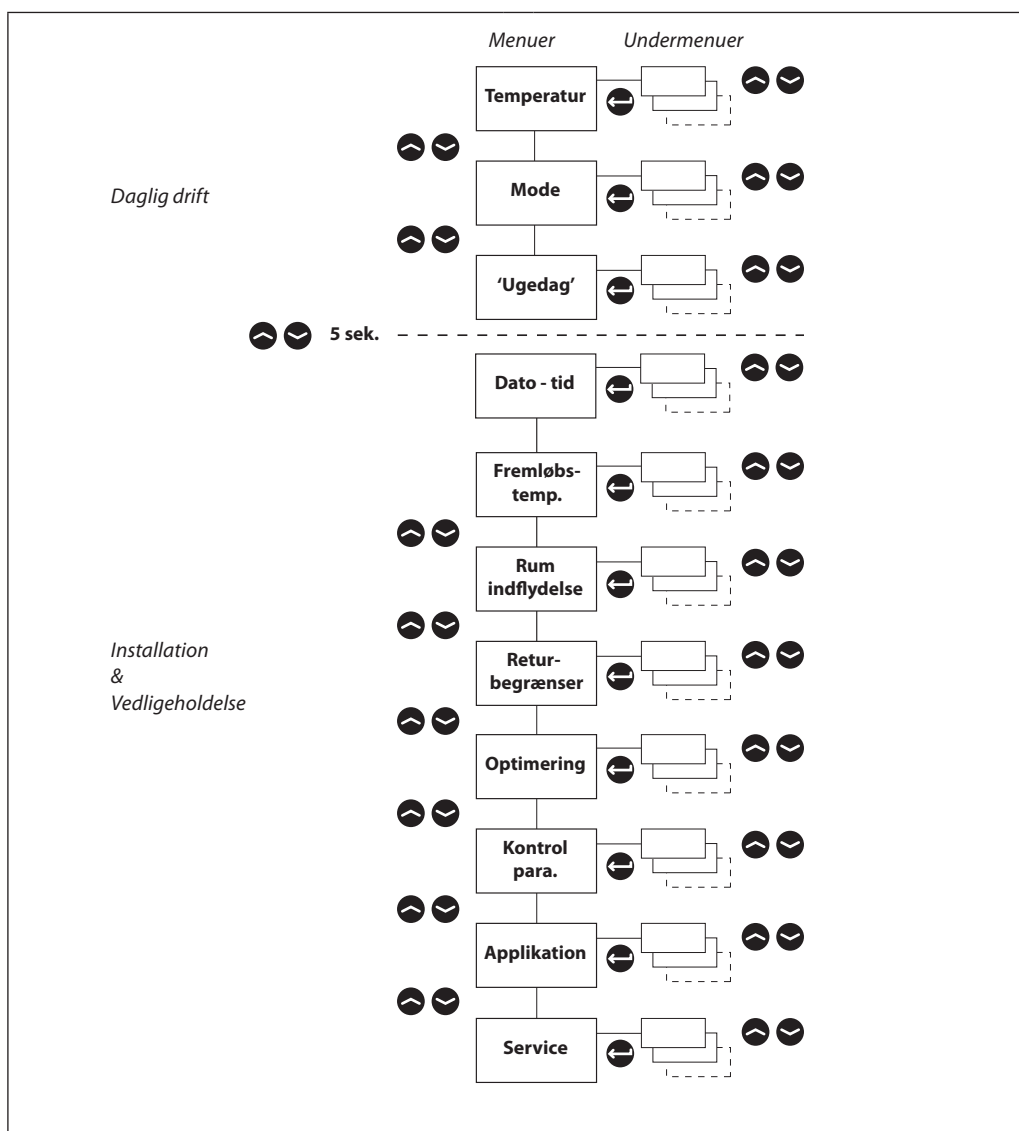 Menuer Undermenuer
Temperatur
Mode
Daglig drift
‘Ugedag’
5 sek.
Dato - tid
Fremløbs-
temp.
Rum
indflydelse
Installation
&
Vedligeholdelse
Retur-
begrænser
Optimering
Kontrol
para.
Applikation
Service